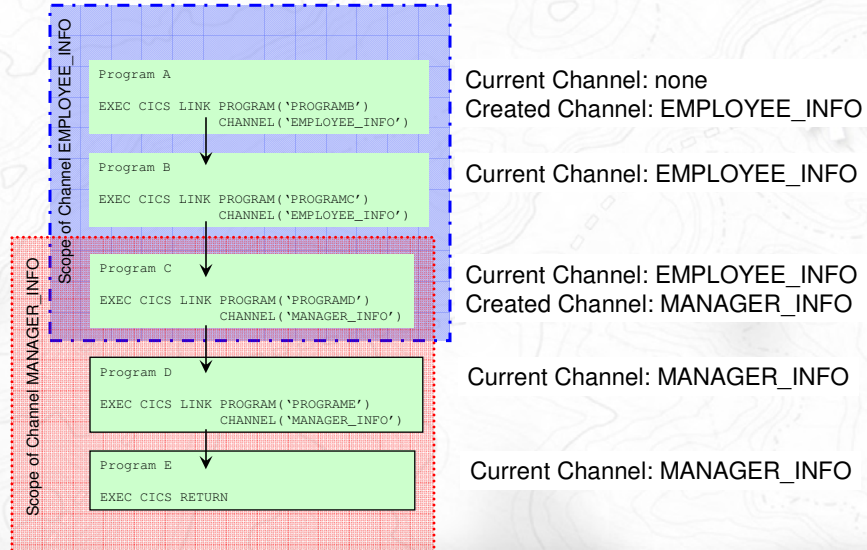 Scope of Channel EMPLOYEE_INFO
Program A
EXEC CICS LINK PROGRAM(‘PROGRAMB’)
CHANNEL(‘EMPLOYEE_INFO’)
Current Channel: none
Created Channel: EMPLOYEE_INFO
Program B
EXEC CICS LINK PROGRAM(‘PROGRAMC’)
CHANNEL(‘EMPLOYEE_INFO’)
Current Channel: EMPLOYEE_INFO
Scope of Channel MANAGER_INFO
Program C
EXEC CICS LINK PROGRAM(‘PROGRAMD’)
CHANNEL(‘MANAGER_INFO’)
Current Channel: EMPLOYEE_INFO
Created Channel: MANAGER_INFO
Program D
EXEC CICS LINK PROGRAM(‘PROGRAME’)
CHANNEL(‘MANAGER_INFO’)
Current Channel: MANAGER_INFO
Program E
EXEC CICS RETURN
Current Channel: MANAGER_INFO